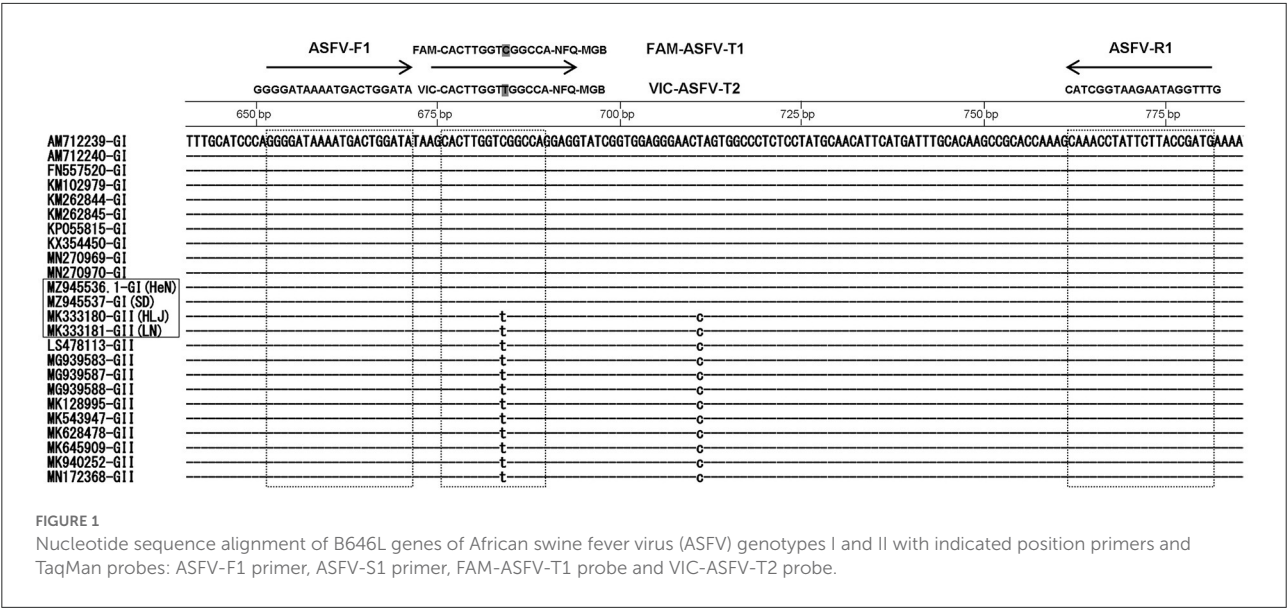 ASFV-F1 FAM-CACTTGGTCGGCCA-NFQ-MGB FAM-ASFV-T1 ASFV-R1
GGGGATAAAATGACTGGATA VIC-CACTTGGTTGGCCA-NFQ-MGB VIC-ASFV-T2 CATCGGTAAGAATAGGTTTG
650 bp 675 bp 700 bp 725 bp 750 bp 775 bp
AM712239-GI TTTGCATCCCAGGGGATAAAATGACTGGATATAAGCACTTGGTCGGCCAGGAGGTATCGGTGGAGGGAACTAGTGGCCCTCTCCTATGCAACATTCATGATTTGCACAAGCCGCACCAAAGCAAACCTATTCTTACCGATGAAAA
AM712240-GI
FN557520-GI
KM102979-GI
KM262844-GI
KM262845-GI
KP055815-GI
KX354450-GI
MN270969-GI
MN270970-GI
MZ945536.1-GI(HeN)
MZ945537-GI(SD)
MK333180-GII(HLJ) t c
MK333181-GII(LN) t c
LS478113-GII t c
MG939583-GII t c
MG939587-GII t c
MG939588-GII t c
MK128995-GII t c
MK543947-GII t c
MK628478-GII t c
MK645909-GII t c
MK940252-GII t c
MN172368-GII t c
FIGURE 1
Nucleotide sequence alignment of B646L genes of African swine fever virus (ASFV) genotypes I and II with indicated position primers and
TaqMan probes: ASFV-F1 primer, ASFV-S1 primer, FAM-ASFV-T1 probe and VIC-ASFV-T2 probe.